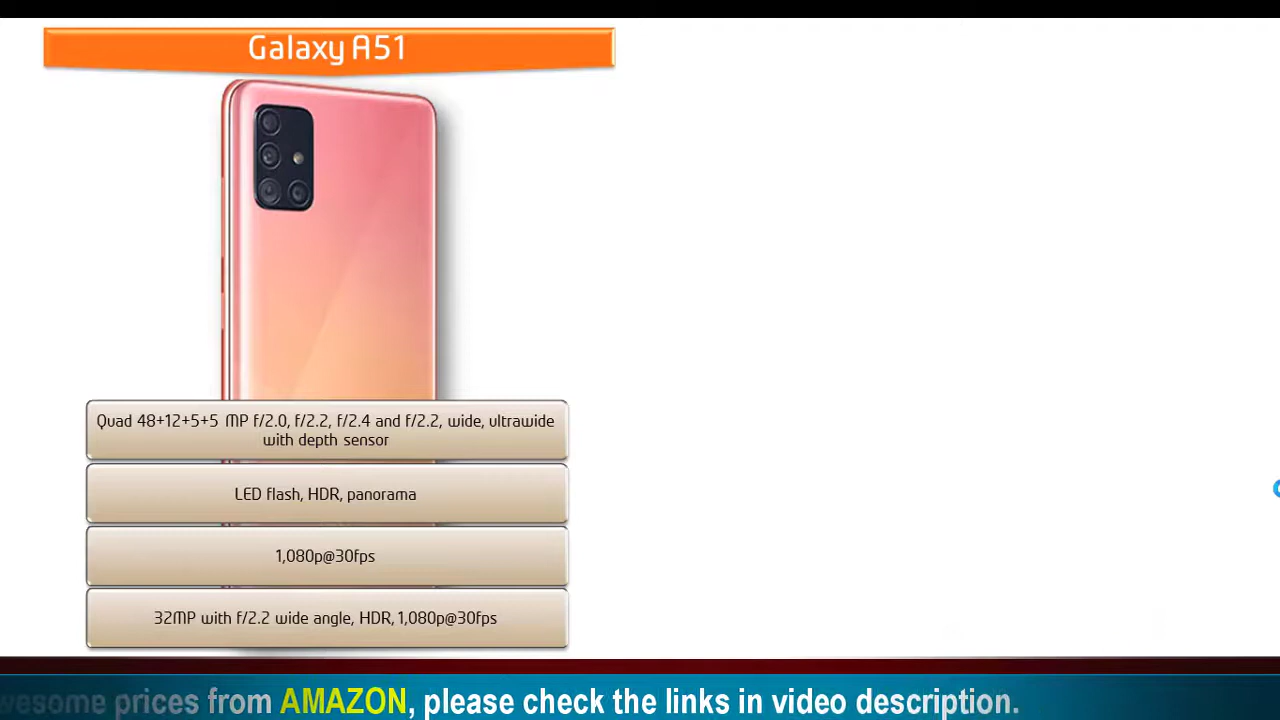 Galaxy A51
Quad 48+12+5+5 MP f/2.0, f/2.2, f/2.4 and f/2.2, wide, ultrawide
with depth sensor
LED flash, HDR, panorama
1,080p@30fps
32MP with f/2.2 wide angle, HDR, 1,080p@30fps
prices from AMAZON, please check the links in video description.